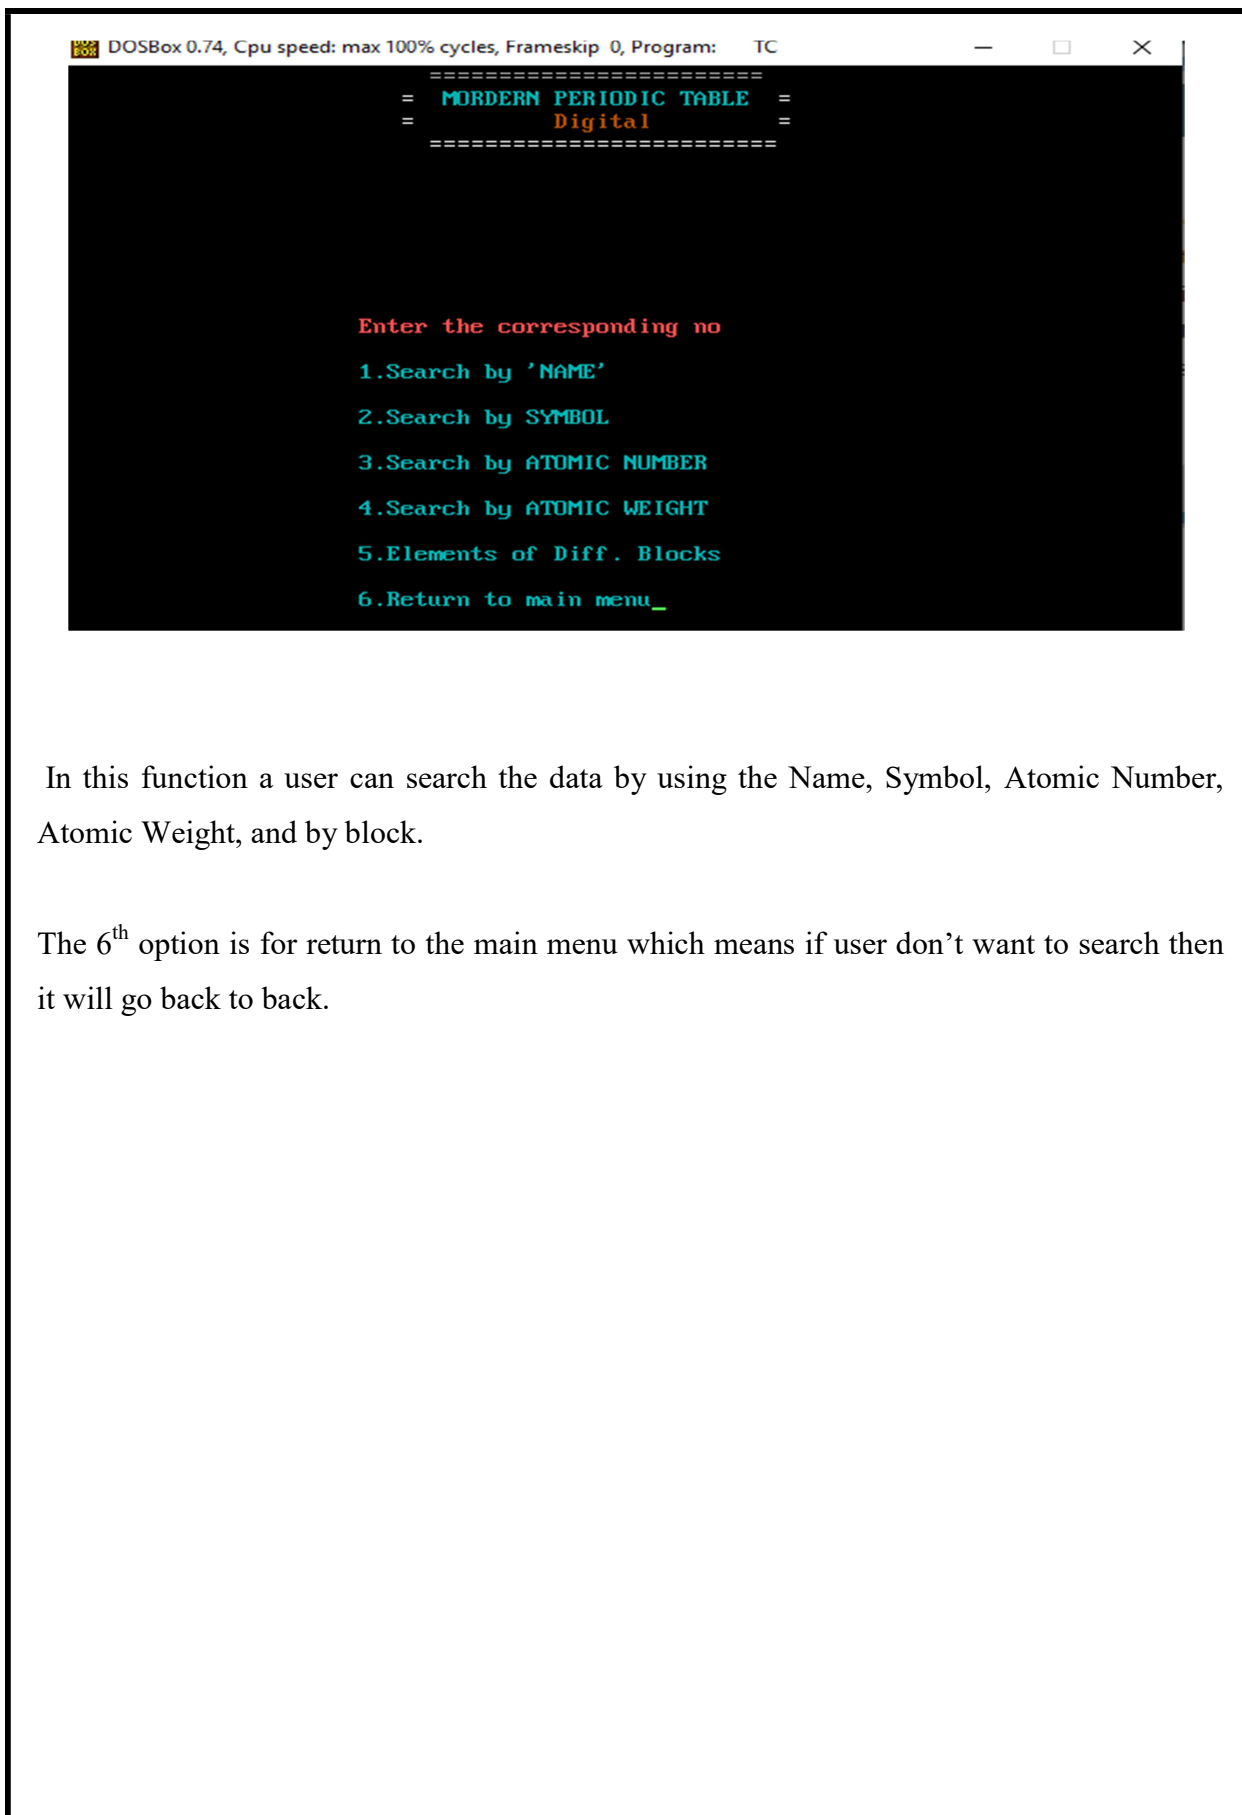 DOSBox 0.74, Cpu speed: max 100% cycles, Frameskip 0, Program: TC
========================
= MORDERN PERIODIC TABLE =
= Digital =
=========================
Enter the corresponding no
1.Search by 'NAME'
2.Search by SYMBOL
3.Search by ATOMIC NUMBER
4.Search by ATOMIC WEIGHT
5.Elements of Diff. Blocks
6.Return to main menu_
In this function a user can search the data by using the Name, Symbol, Atomic Number,
Atomic Weight, and by block.
The 6th option is for return to the main menu which means if user don’t want to search then
it will go back to back.